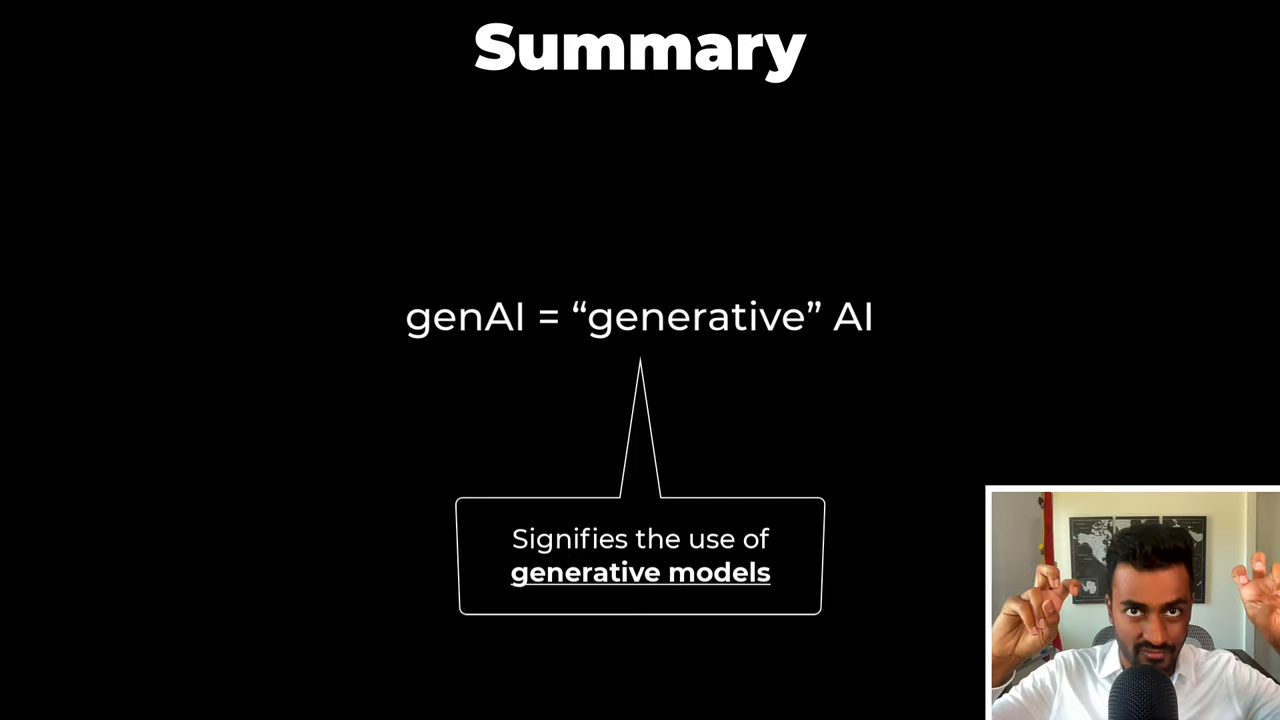 Summary
genAI = “generative” AI
Signifies the use of
generative models